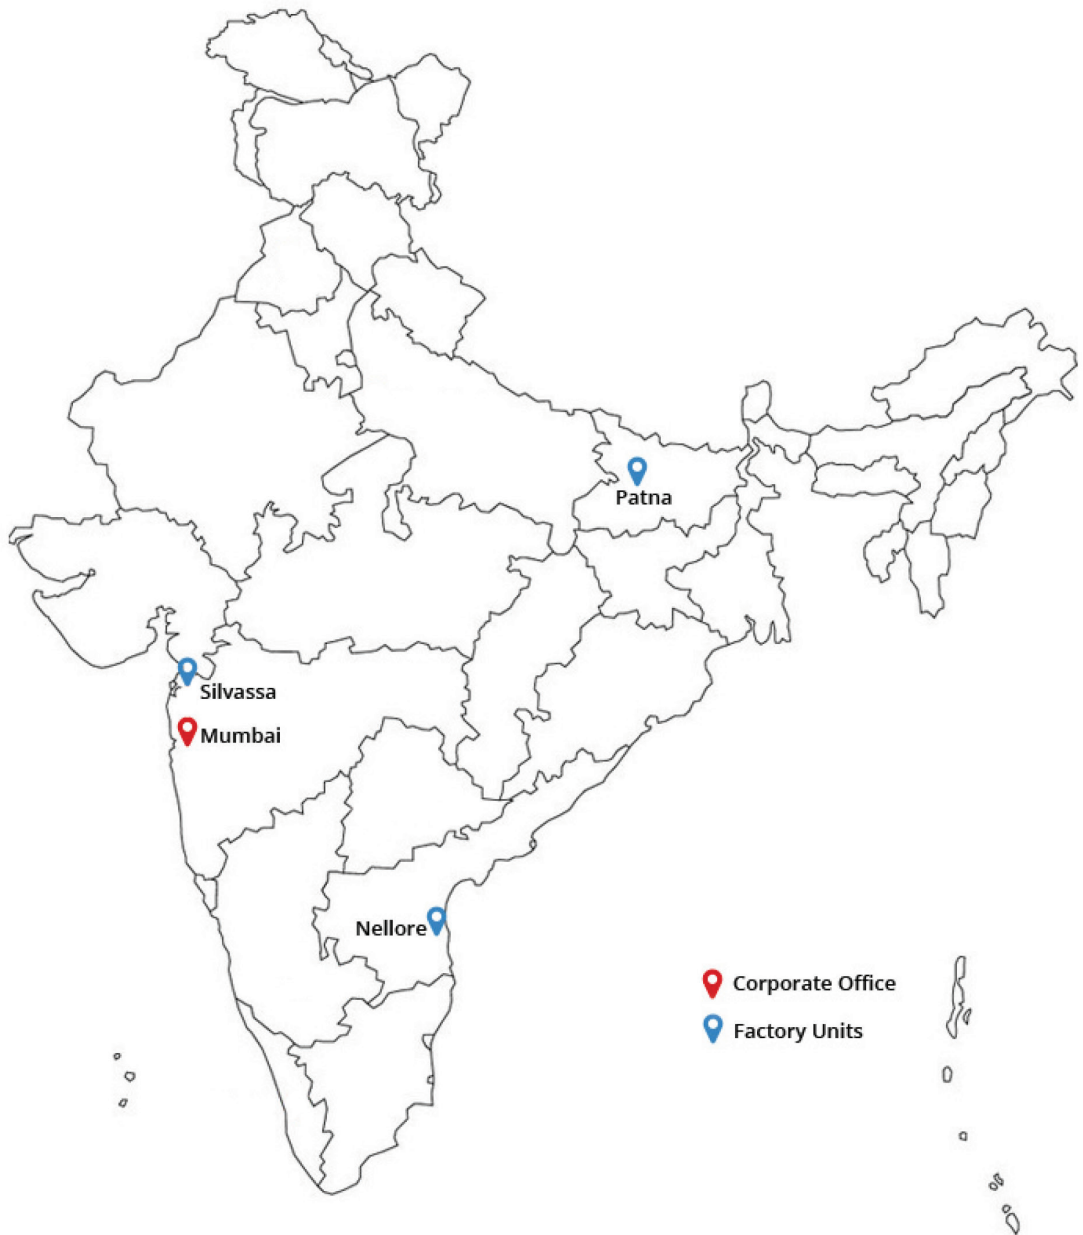 Patna
Silvassa
Mumbai
Nellore
Corporate Office
Factory Units